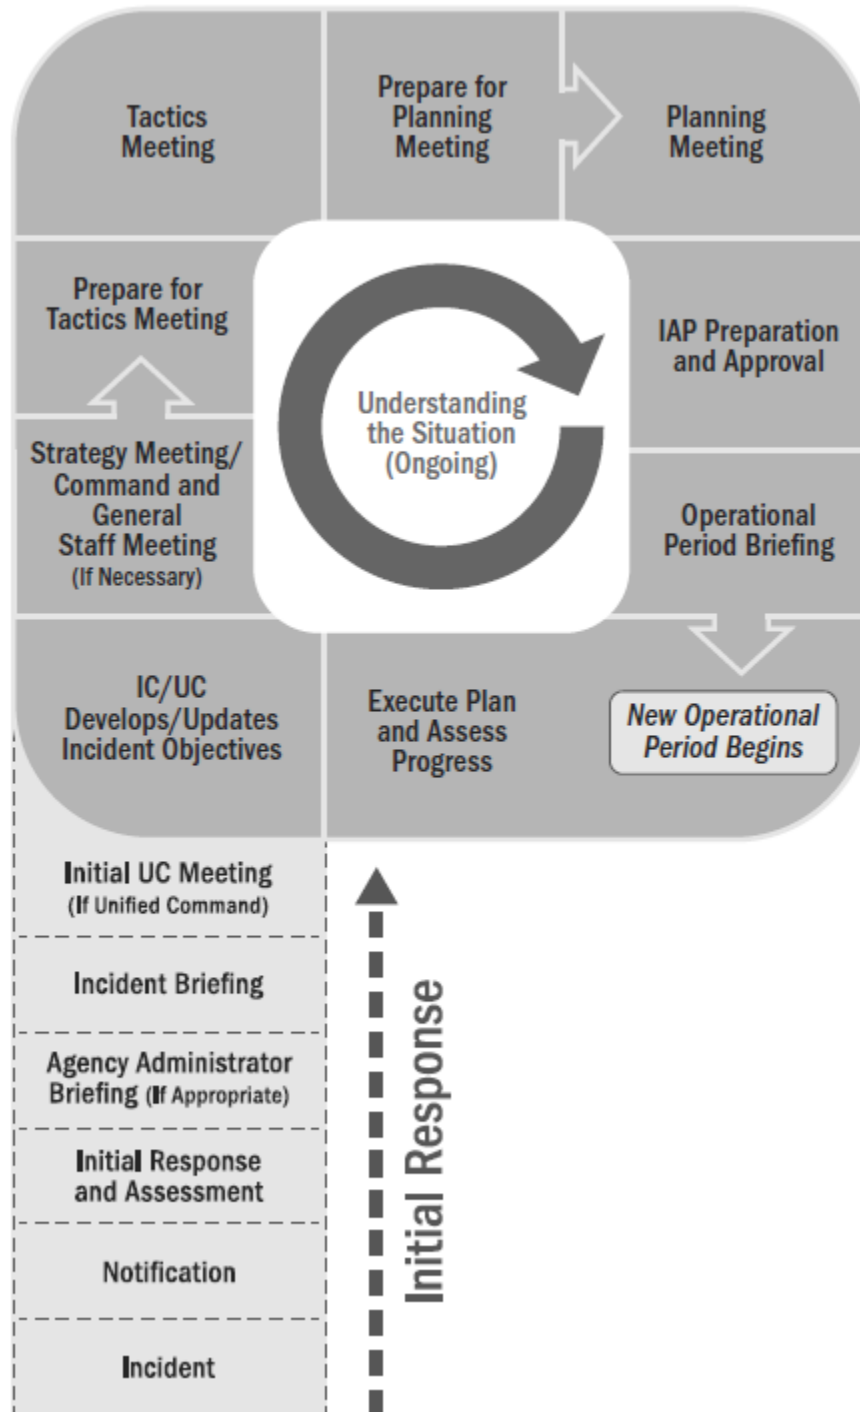 Tactics
Meeting
Prepare for
Planning
Meeting
Planning
Meeting
Prepare for
Tactics Meeting
IAP Preparation
and Approval
Understanding
the Situation
(Ongoing)
Strategy Meeting/
Command and
General
Staff Meeting
(If Necessary)
Operational
Period Briefing
IC/UC
Develops/Updates
Incident Objectives
Execute Plan
and Assess
Progress
New Operational
Period Begins
Initial UC Meeting
(If Unified Command)
Incident Briefing
Agency Administrator
Briefing (If Appropriate)
Initial Response
and Assessment
Notification
Incident
Initial Response